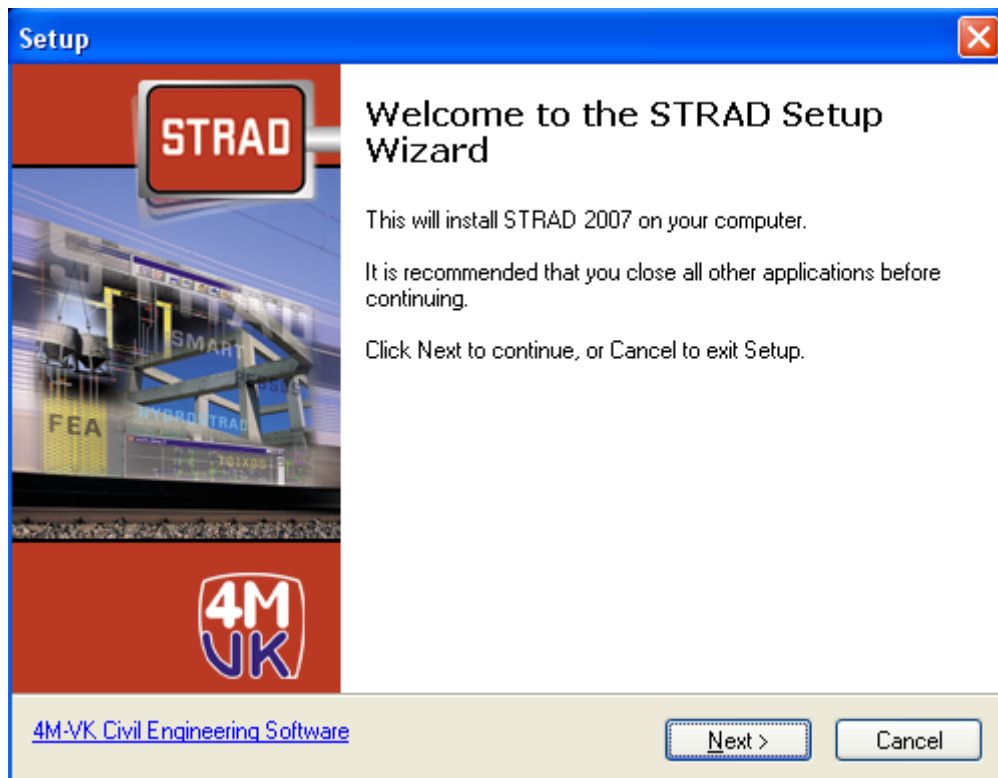 Setup
STRAD
Welcome to the STRAD Setup
Wizard
This will install STRAD 2007 on your computer.
It is recommended that you close all other applications before
continuing.
Click Next to continue, or Cancel to exit Setup.
SMART
FEA
HYDROSTRAD
4M
VK
4M-VK Civil Engineering Software
Next >
Cancel